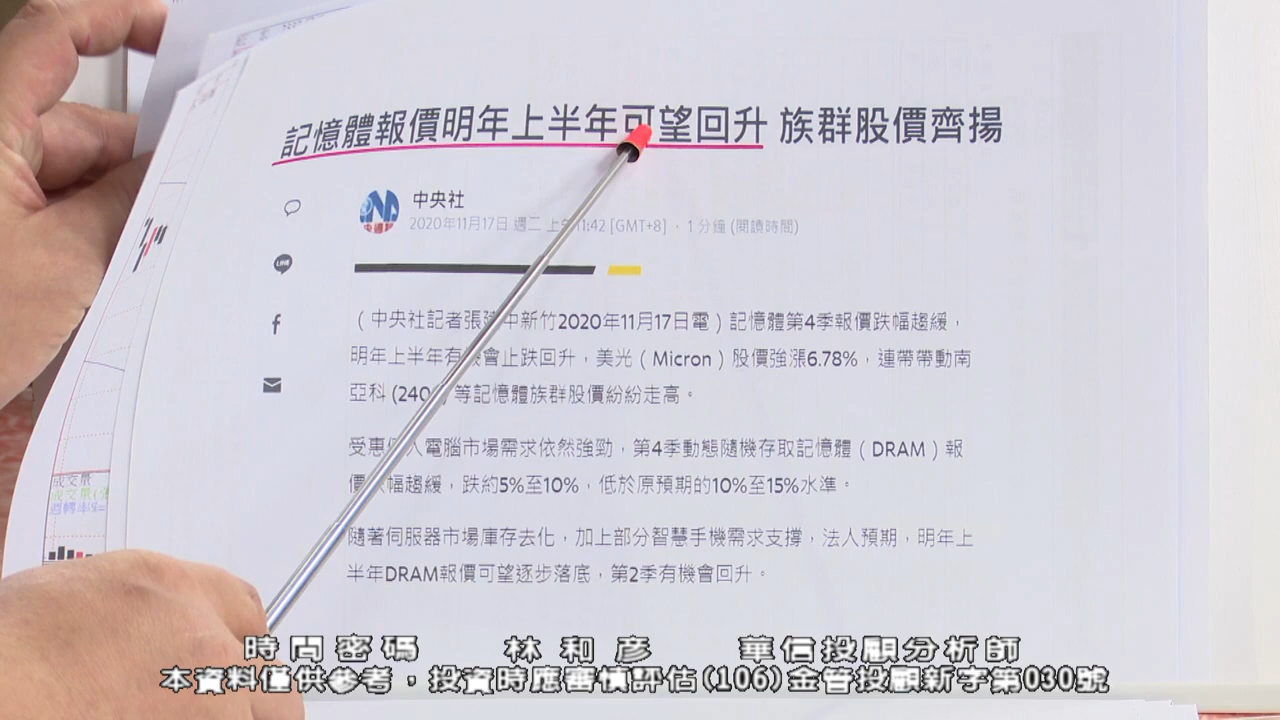 記憶體報價明年上半年可望回升 族群股價齊揚
中央社
2020年11月17日 週二 上午11:42 [GMT+8] · 1 分鐘 (閱讀時間)
LINE
(中央社記者張 中新竹2020年11月17日電)記憶體第4季報價跌幅趨緩,
明年上半年有機會止跌回升,美光(Micron)股價強漲6.78%,連帶帶動南
亞科 (240 等記憶體族群股價紛紛走高。
受惠個人電腦市場需求依然強勁,第4季動態隨機存取記憶體(DRAM)報
價跌幅趨緩,跌約5%至10%,低於原預期的10%至15%水準。
隨著伺服器市場庫存去化,加上部分智慧手機需求支撐,法人預期,明年上
半年DRAM報價可望逐步落底,第2季有機會回升。
成交量
成交量(張
週轉率%=
時間密碼 林和彥 華信投顧分析師
本資料僅供參考,投資時應審慎評估(106)金管投顧新字第030號